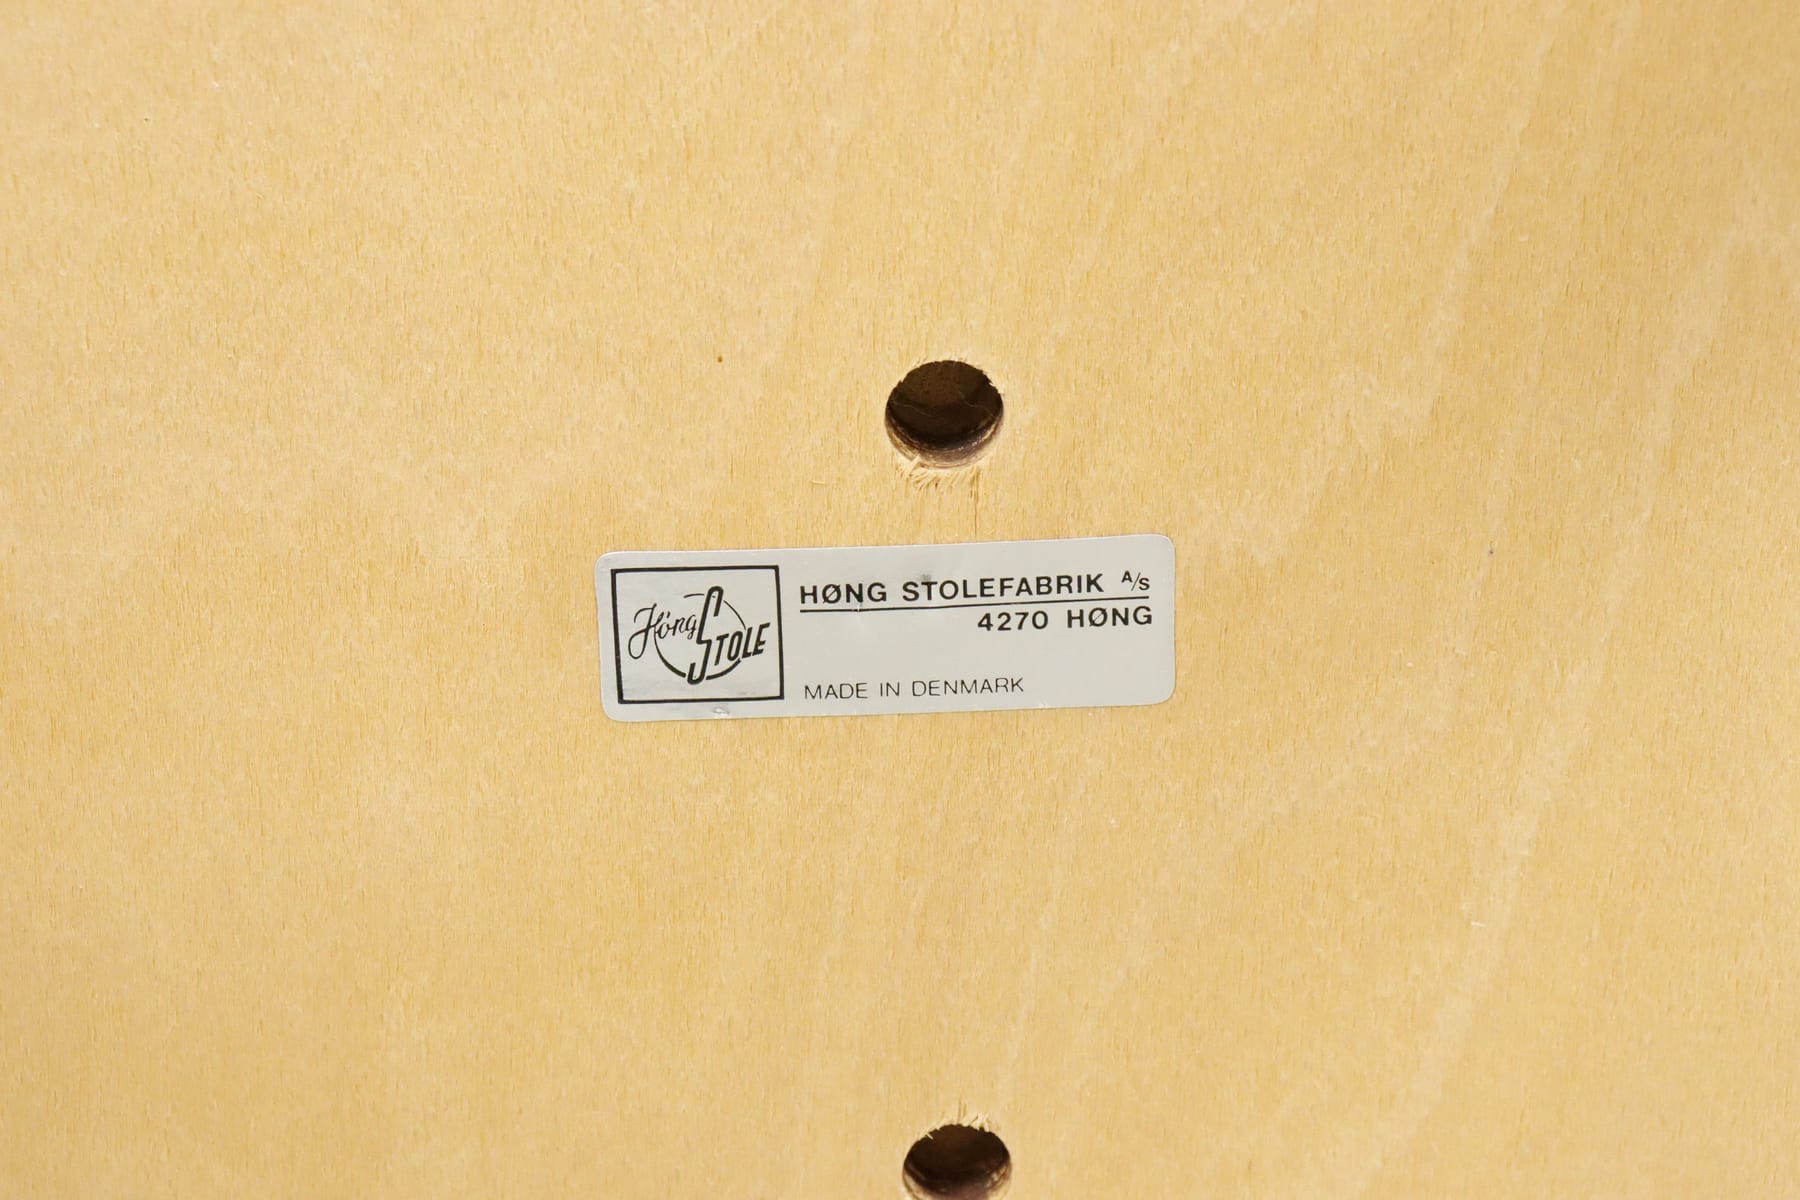 Høng STOLE
HØNG STOLEFABRIK A/S
4270 HØNG
MADE IN DENMARK